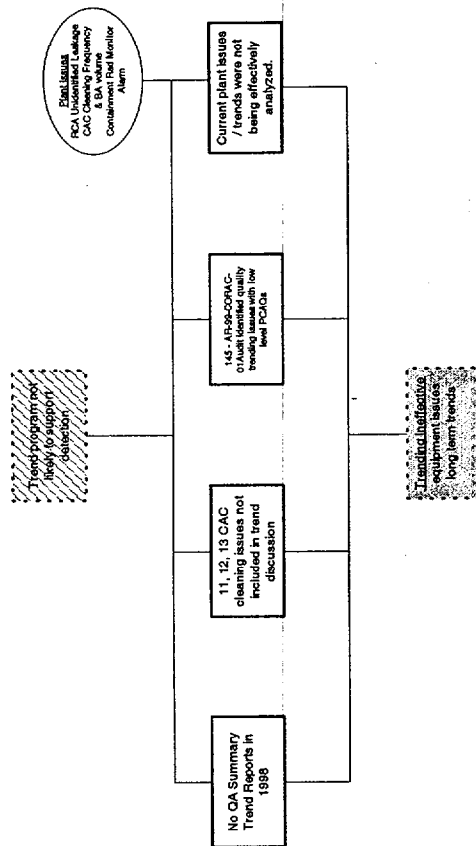 Plant issues
RCA Unidentified Leakage
CAC Cleaning Frequency
& BA volume
Containment Rad Monitor
Alarm
Trend program not
likely to support
detection
No QA Summary
Trend Reports in
1998
11, 12, 13 CAC
cleaning issues not
included in trend
discussion
145 - AR-99-CORAC-
01Audit Identified quality
trending issues with low
level PCAQs
Current plant issues
/ trends were not
being effectively
analyzed.
Trending ineffective
equipment issues
long term trends